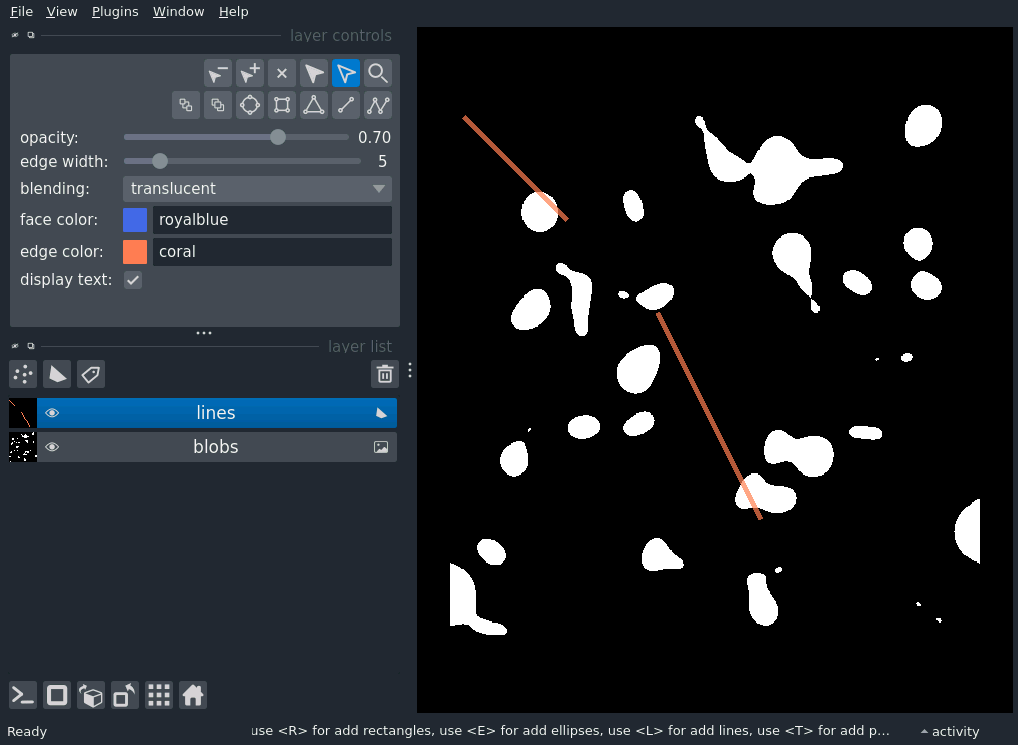 File View Plugins Window Help
layer controls
opacity: 0.70
edge width: 5
blending: translucent
face color: royalblue
edge color: coral
display text:
layer list
lines
blobs
Ready use <R> for add rectangles, use <E> for add ellipses, use <L> for add lines, use <T> for add p... activity